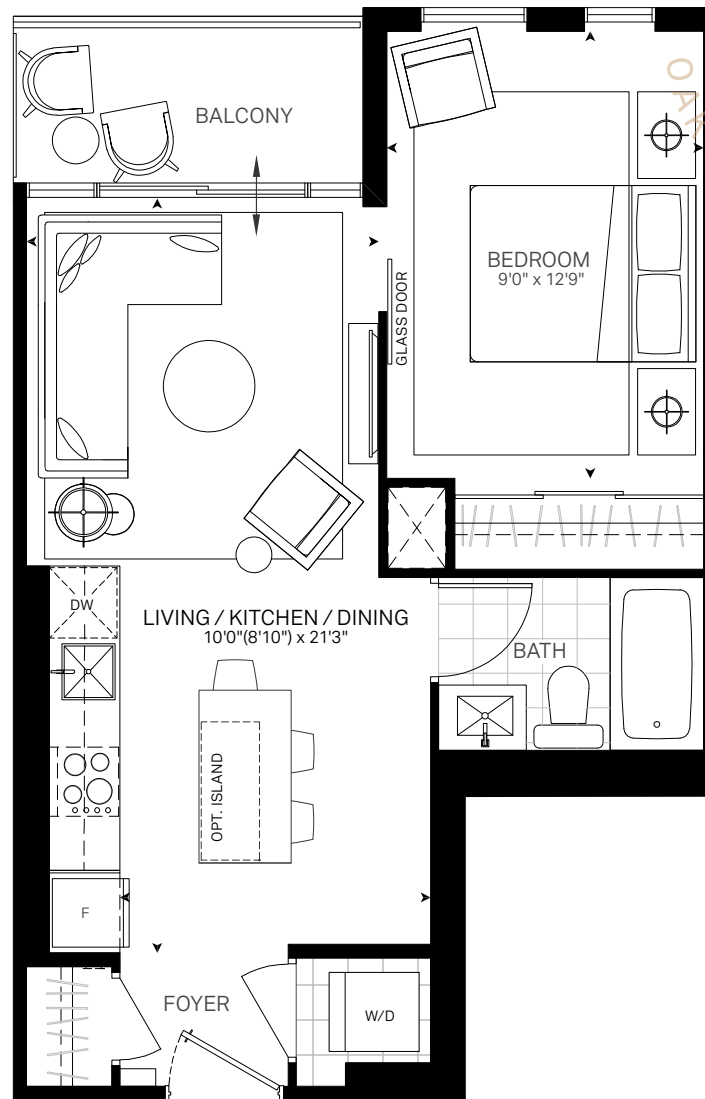 BALCONY
OAK
BEDROOM
9'0" x 12'9"
GLASS DOOR
DW
LIVING / KITCHEN / DINING
10'0"(8'10") x 21'3"
BATH
OPT. ISLAND
F
FOYER
W/D